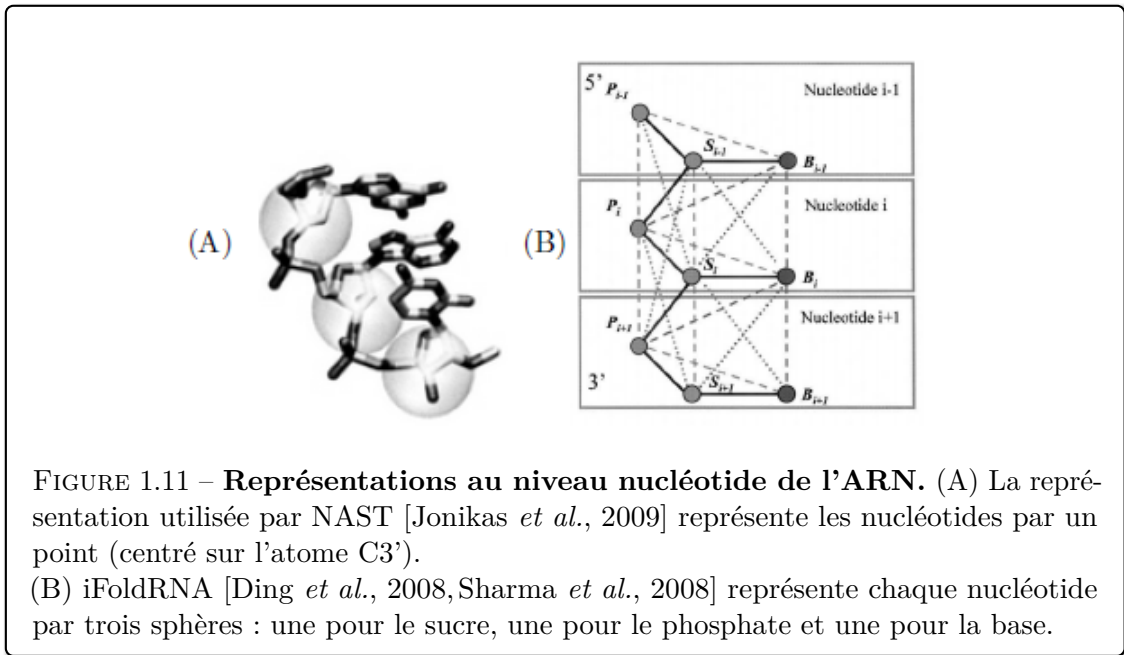 (A)
(B)
5' P_{i-1} Nucleotide i-1
S_{i-1}
B_{i-1}
P_i Nucleotide i
S_i
B_i
P_{i+1} Nucleotide i+1
3' S_{i+1}
B_{i+1}
FIGURE 1.11 – Représentations au niveau nucléotide de l'ARN. (A) La repré-
sentation utilisée par NAST [Jonikas et al., 2009] représente les nucléotides par un
point (centré sur l'atome C3').
(B) iFoldRNA [Ding et al., 2008, Sharma et al., 2008] représente chaque nucléotide
par trois sphères : une pour le sucre, une pour le phosphate et une pour la base.